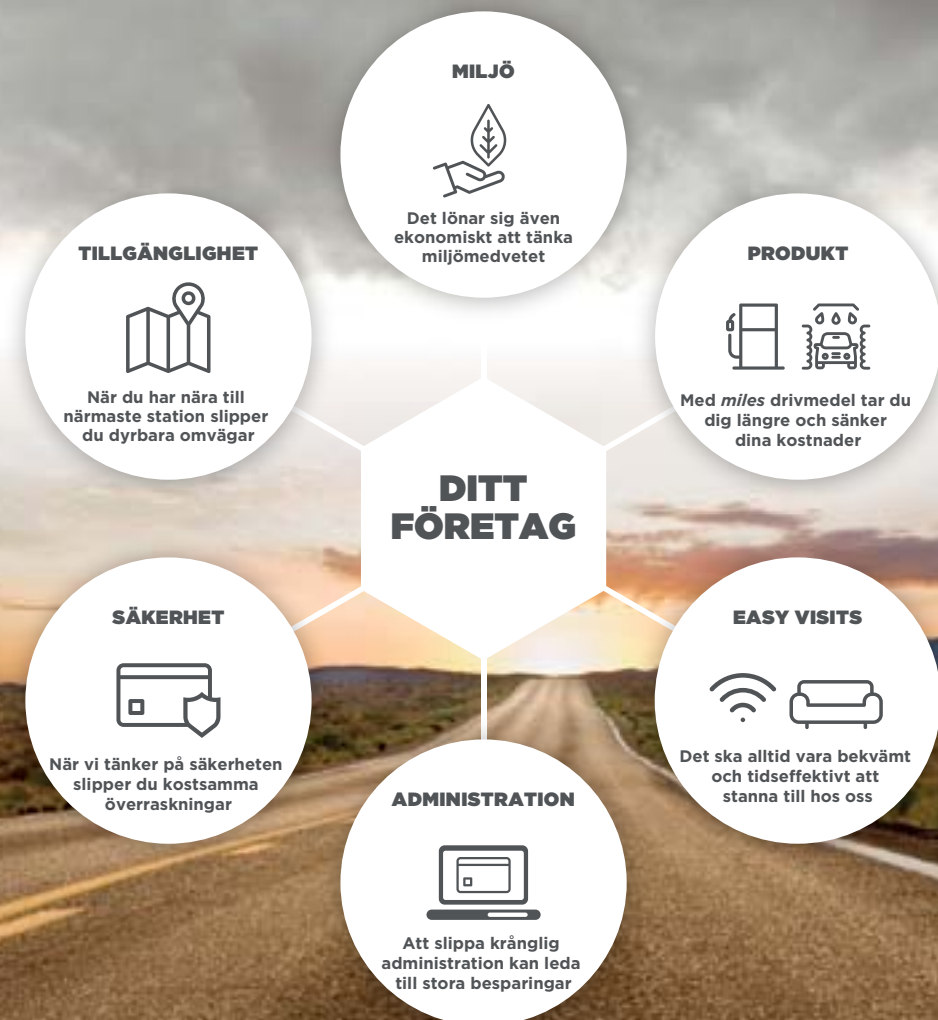 MILJÖ
Det lönar sig även
ekonomiskt att tänka
miljömedvetet
TILLGÄNGLIGHET
När du har nära till
närmaste station slipper
du dyrbara omvägar
PRODUKT
Med miles drivmedel tar du
dig längre och sänker
dina kostnader
DITT
FÖRETAG
SÄKERHET
När vi tänker på säkerheten
slipper du kostsamma
överraskningar
EASY VISITS
Det ska alltid vara bekvämt
och tidseffektivt att
stanna till hos oss
ADMINISTRATION
Att slippa krånglig
administration kan leda
till stora besparingar